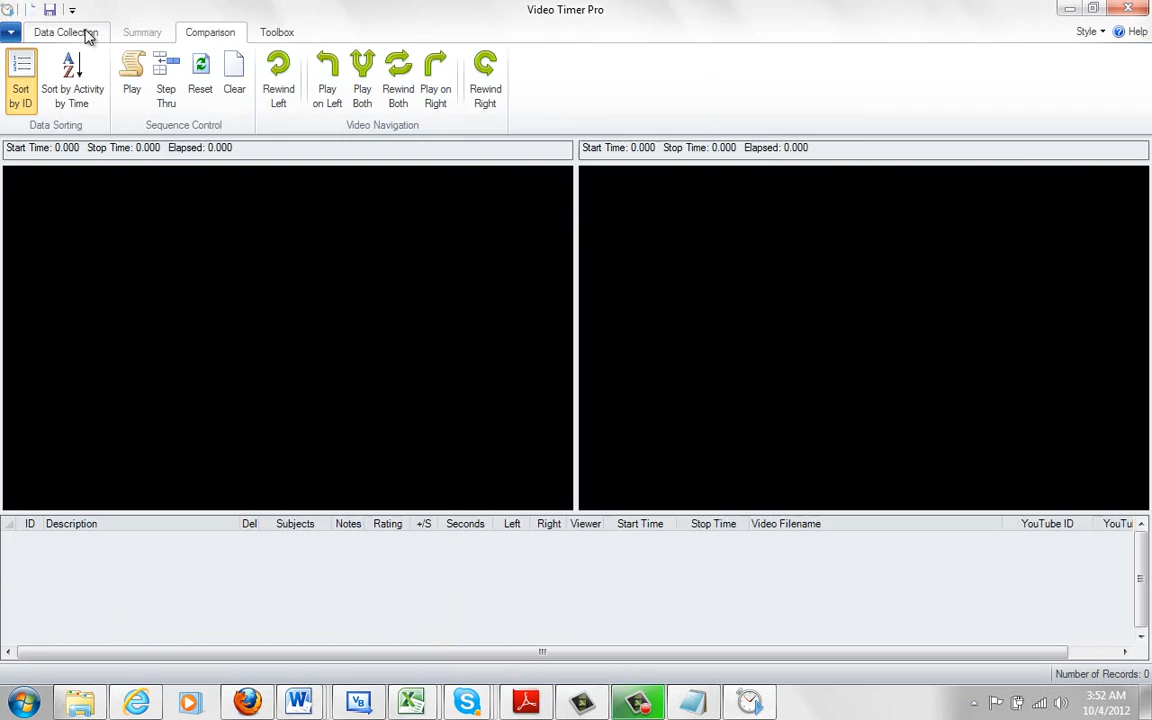 Video Timer Pro
Data Collection Summary Comparison Toolbox Style Help
Sort by ID
Sort by Activity by Time
Play
Step Thru
Reset
Clear
Rewind Left
Play on Left
Play Both
Rewind Both
Play on Right
Rewind Right
Data Sorting Sequence Control Video Navigation
Start Time: 0.000 Stop Time: 0.000 Elapsed: 0.000
Start Time: 0.000 Stop Time: 0.000 Elapsed: 0.000
ID Description Del Subjects Notes Rating +/S Seconds Left Right Viewer Start Time Stop Time Video Filename YouTube ID YouTu
Number of Records: 0
3:52 AM
10/4/2012